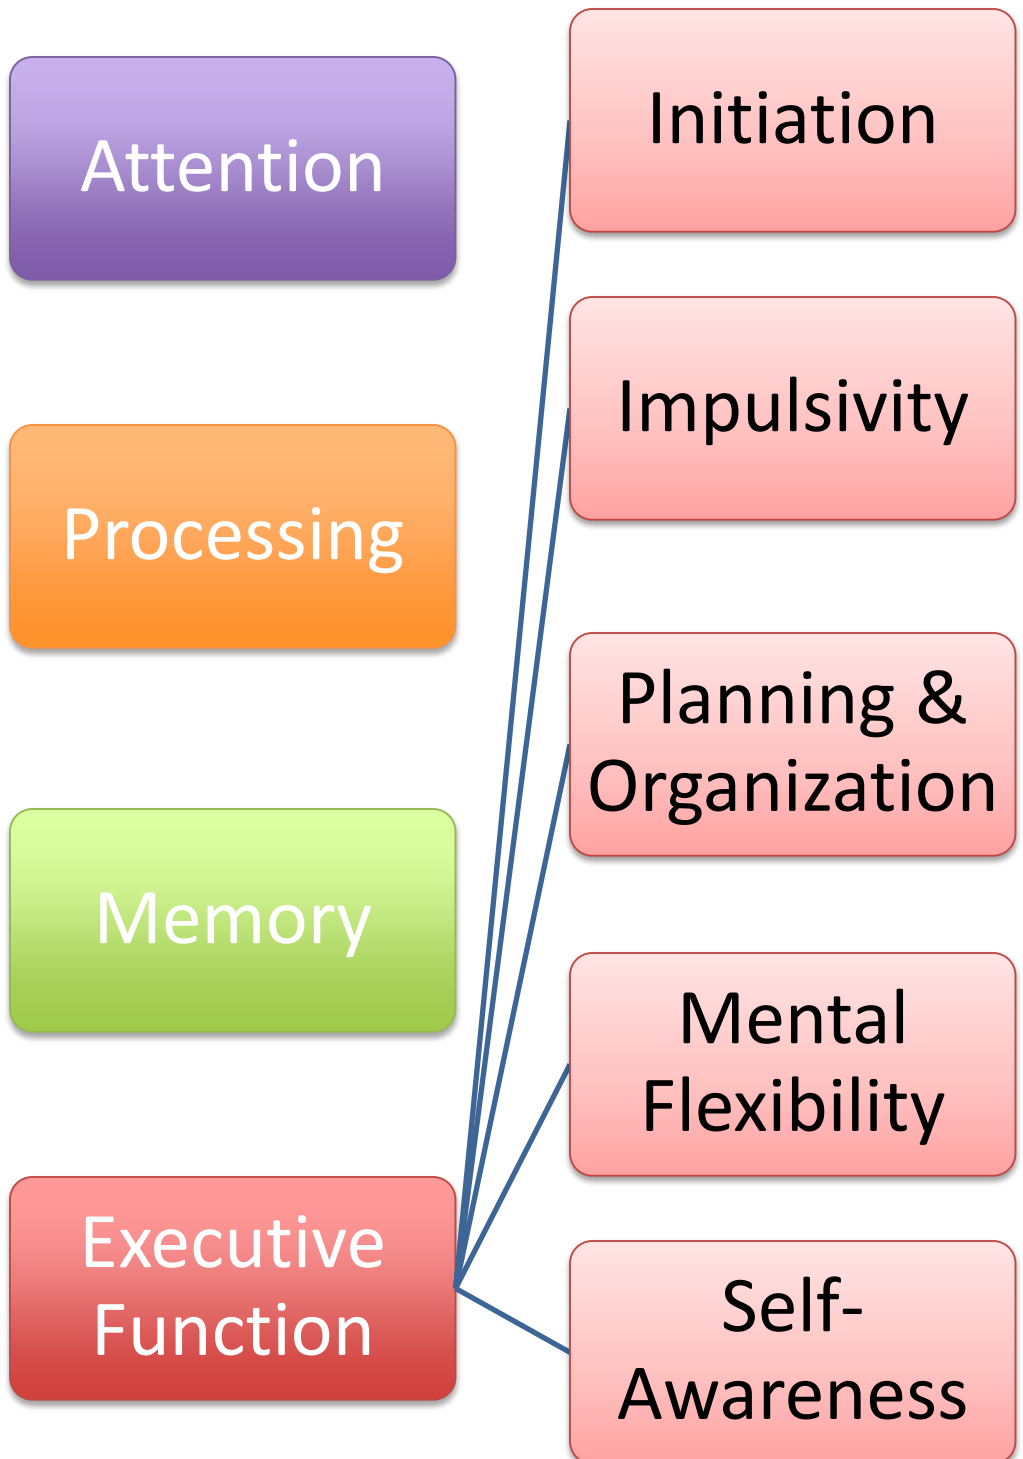 Attention
Processing
Memory
Executive
Function
Initiation
Impulsivity
Planning &
Organization
Mental
Flexibility
Self-
Awareness